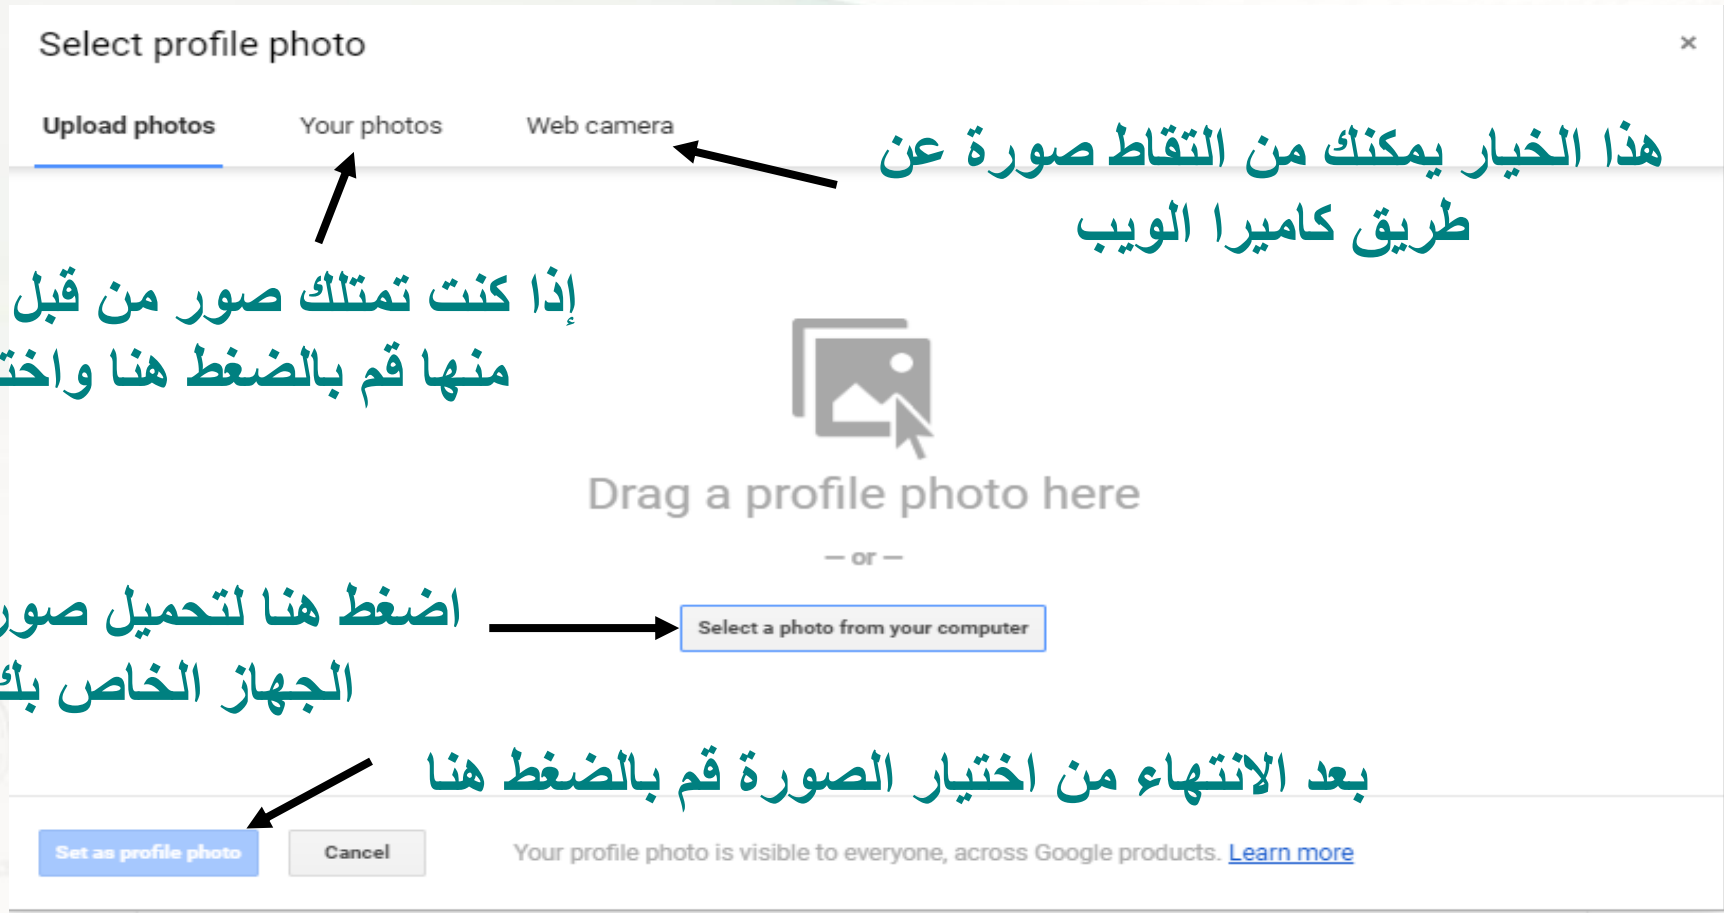 Select profile photo
×
Upload photos Your photos Web camera
هذا الخيار يمكنك من التقاط صورة عن
طريق كاميرا الويب
إذا كنت تمتلك صور من قبل
منها قم بالضغط هنا
Drag a profile photo here
— or —
اضغط هنا لتحميل
Select a photo from your computer
الجهاز الخاص بك
بعد الانتهاء من اختيار الصورة قم بالضغط هنا
Set as profile photo Cancel Your profile photo is visible to everyone, across Google products. Learn more